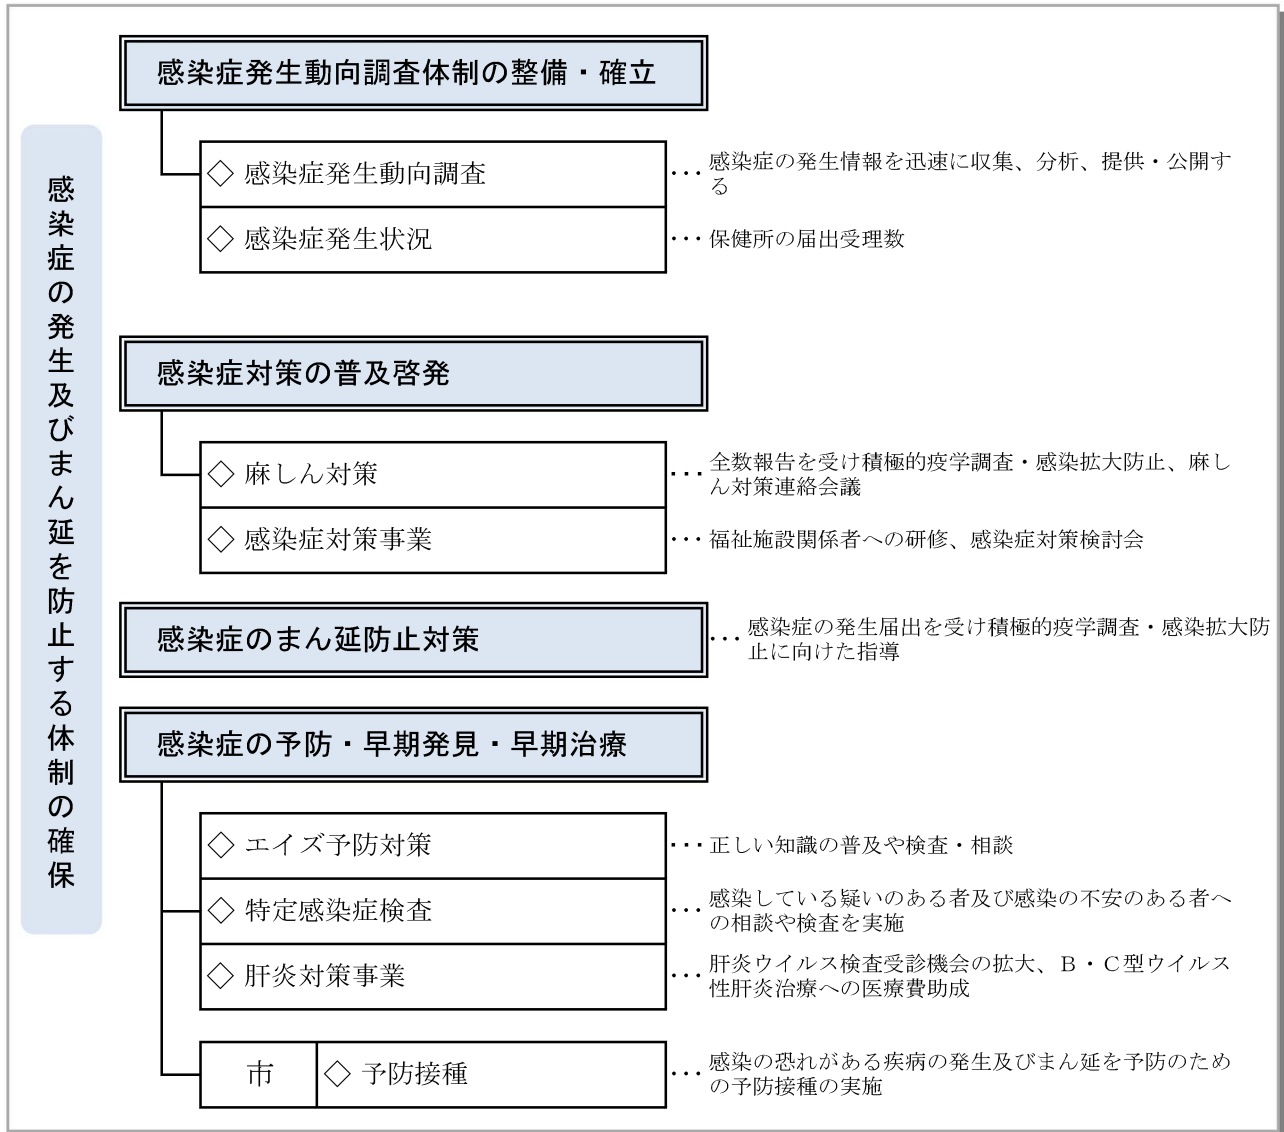 感染症の発生及びまん延を防止する体制の確保
感染症発生動向調査体制の整備・確立
◇ 感染症発生動向調査
・・・感染症の発生情報を迅速に収集、分析、提供・公開す
る
◇ 感染症発生状況
・・・保健所の届出受理数
感染症対策の普及啓発
◇ 麻しん対策
・・・全数報告を受け積極的疫学調査・感染拡大防止、麻し
ん対策連絡会議
◇ 感染症対策事業
・・・福祉施設関係者への研修、感染症対策検討会
感染症のまん延防止対策
・・・感染症の発生届出を受け積極的疫学調査・感染拡大防
止に向けた指導
感染症の予防・早期発見・早期治療
◇ エイズ予防対策
・・・正しい知識の普及や検査・相談
◇ 特定感染症検査
・・・感染している疑いのある者及び感染の不安のある者へ
の相談や検査を実施
◇ 肝炎対策事業
・・・肝炎ウイルス検査受診機会の拡大、Ｂ・Ｃ型ウイルス
性肝炎治療への医療費助成
市 ◇ 予防接種
・・・感染の恐れがある疾病の発生及びまん延を予防のため
の予防接種の実施